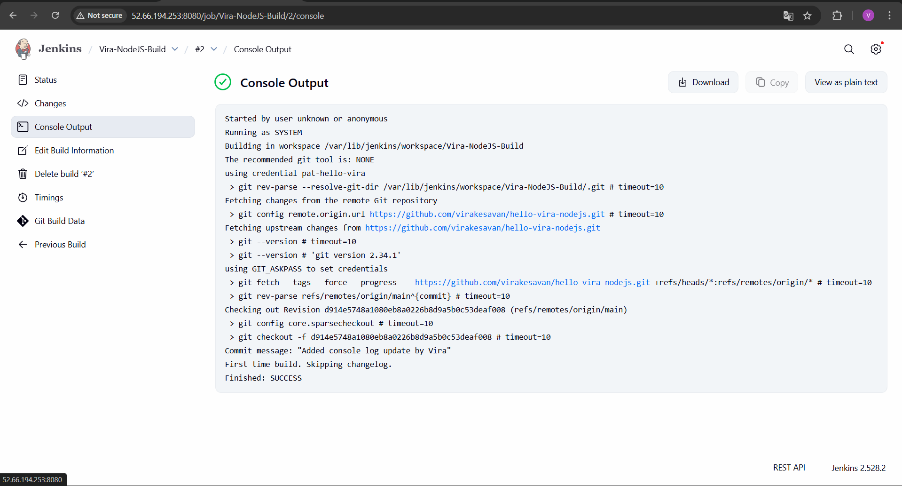 Not secure 52.66.194.253:8080/job/Vira-NodeJS-Build/2/console V
Jenkins / Vira-NodeJS-Build / #2 / Console Output
Status
Changes
Console Output
Edit Build Information
Delete build '#2'
Timings
Git Build Data
Previous Build
Console Output
Download
Copy
View as plain text
Started by user unknown or anonymous
Running as SYSTEM
Building in workspace /var/lib/jenkins/workspace/Vira-NodeJS-Build
The recommended git tool is: NONE
using credential pat-hello-vira
> git rev-parse --resolve-git-dir /var/lib/jenkins/workspace/Vira-NodeJS-Build/.git # timeout=10
Fetching changes from the remote Git repository
> git config remote.origin.url https://github.com/virakesavan/hello-vira-nodejs.git # timeout=10
Fetching upstream changes from https://github.com/virakesavan/hello-vira-nodejs.git
> git --version # timeout=10
> git --version # 'git version 2.34.1'
using GIT_ASKPASS to set credentials
> git fetch --tags --force --progress -- https://github.com/virakesavan/hello-vira-nodejs.git +refs/heads/*:refs/remotes/origin/* # timeout=10
> git rev-parse refs/remotes/origin/main^{commit} # timeout=10
Checking out Revision d914e5748a1080eb8a0226b8d9a5b0c53deaf008 (refs/remotes/origin/main)
> git config core.sparsecheckout # timeout=10
> git checkout -f d914e5748a1080eb8a0226b8d9a5b0c53deaf008 # timeout=10
Commit message: "Added console log update by Vira"
First time build. Skipping changelog.
Finished: SUCCESS
REST API
Jenkins 2.528.2
52.66.194.253:8080